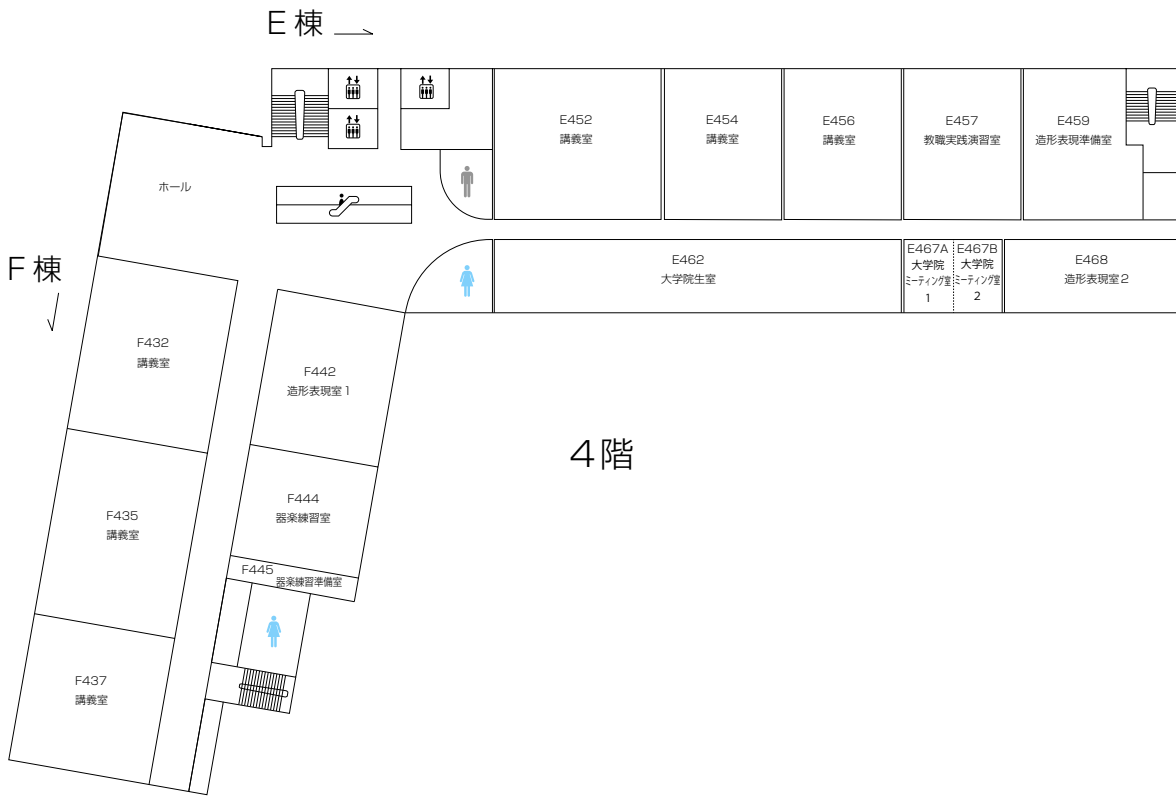 E棟
E452
講義室
E454
講義室
E456
講義室
E457
教職実践演習室
E459
造形表現準備室
ホール
F棟
E462
大学院生室
E467A
大学院
ミーティング室
1
E467B
大学院
ミーティング室
2
E468
造形表現室2
F432
講義室
F442
造形表現室1
4階
F435
講義室
F444
器楽練習室
F445
器楽練習準備室
F437
講義室